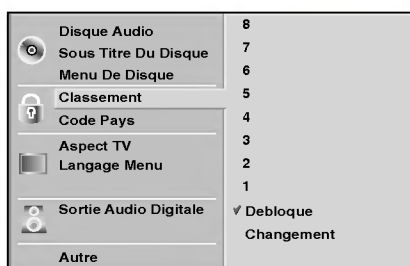 Disque Audio
Sous Titre Du Disque
Menu De Disque
Classement
Code Pays
Aspect TV
Langage Menu
Sortie Audio Digitale
Autre
8
7
6
5
4
3
2
1
Debloque
Changement